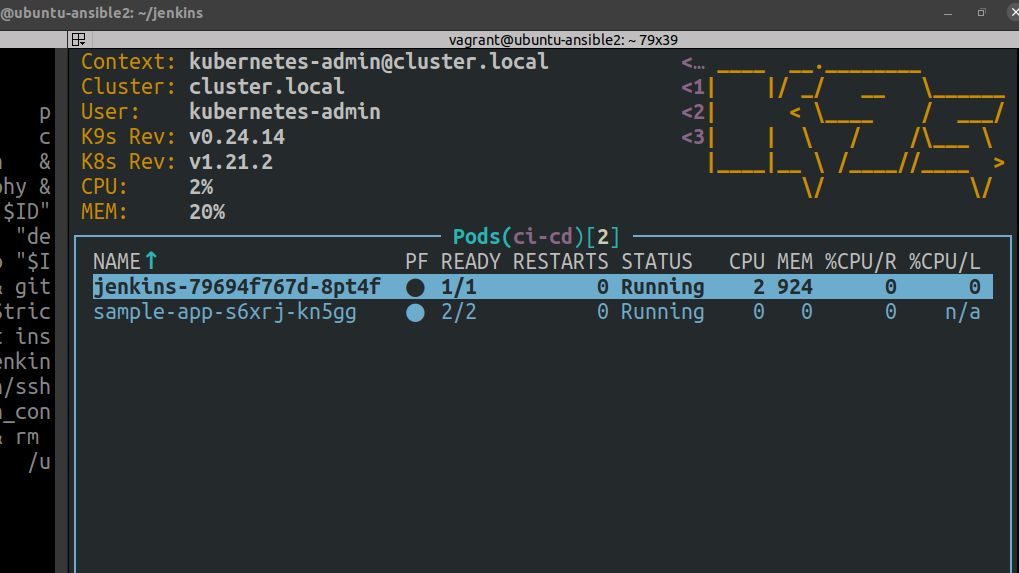 @ubuntu-ansible2: ~/jenkins
vagrant@ubuntu-ansible2: ~ 79x39
Context: kubernetes-admin@cluster.local <…
Cluster: cluster.local <1
User: kubernetes-admin <2
K9s Rev: v0.24.14 <3
K8s Rev: v1.21.2
CPU: 2%
MEM: 20%
Pods(ci-cd)[2]
NAME↑ PF READY RESTARTS STATUS CPU MEM %CPU/R %CPU/L
jenkins-79694f767d-8pt4f ● 1/1 0 Running 2 924 0 0
sample-app-s6xrj-kn5gg ● 2/2 0 Running 0 0 0 n/a
p
c
&
phy &
$ID"
"de
"$I
& git
Stric
t ins
enkin
/ssh
_con
& rm
/u